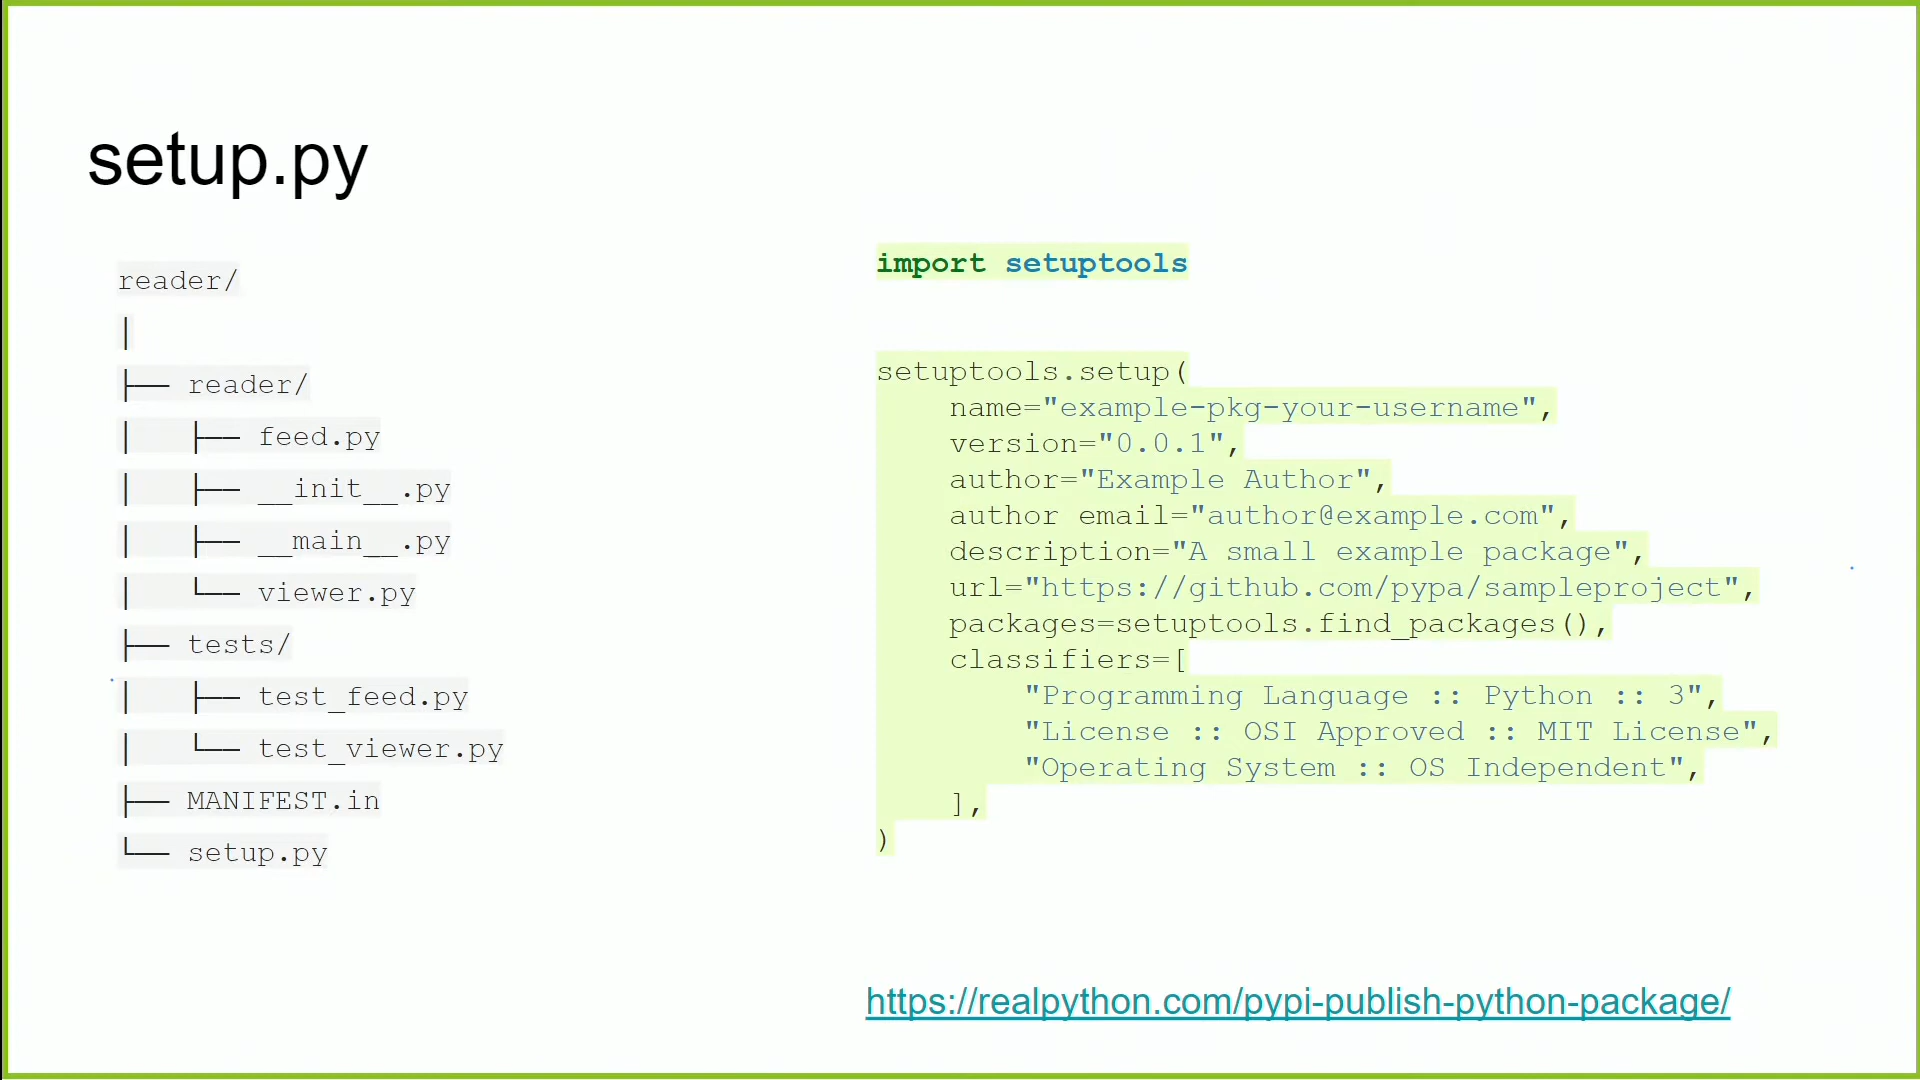 setup.py
reader/
│
├── reader/
│   ├── feed.py
│   ├── __init__.py
│   ├── __main__.py
│   └── viewer.py
├── tests/
│   ├── test_feed.py
│   └── test_viewer.py
├── MANIFEST.in
└── setup.py
import setuptools
setuptools.setup(
    name="example-pkg-your-username",
    version="0.0.1",
    author="Example Author",
    author email="author@example.com",
    description="A small example package",
    url="https://github.com/pypa/sampleproject",
    packages=setuptools.find_packages(),
    classifiers=[
        "Programming Language :: Python :: 3",
        "License :: OSI Approved :: MIT License",
        "Operating System :: OS Independent",
    ],
)
https://realpython.com/pypi-publish-python-package/